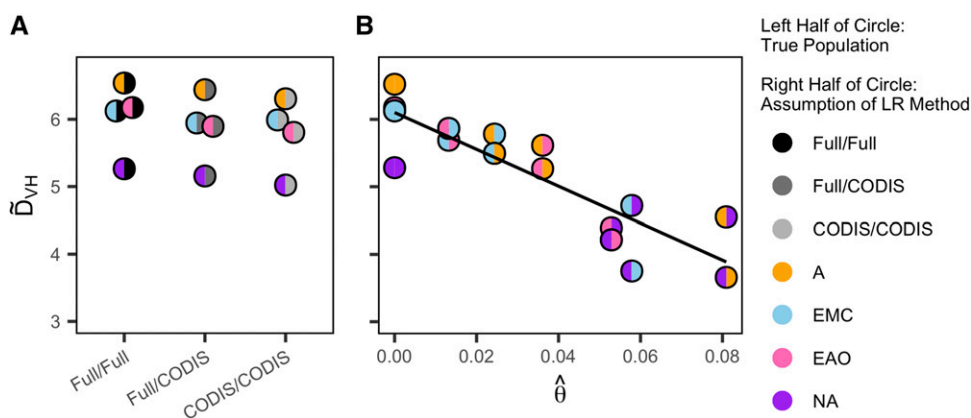 A
B
Left Half of Circle:
True Population
Right Half of Circle:
Assumption of LR Method
Full/Full
Full/CODIS
CODIS/CODIS
A
EMC
EAO
NA
D̃VH
6
5
4
3
Full/Full
Full/CODIS
CODIS/CODIS
0.00
0.02
0.04
0.06
0.08
θ̂